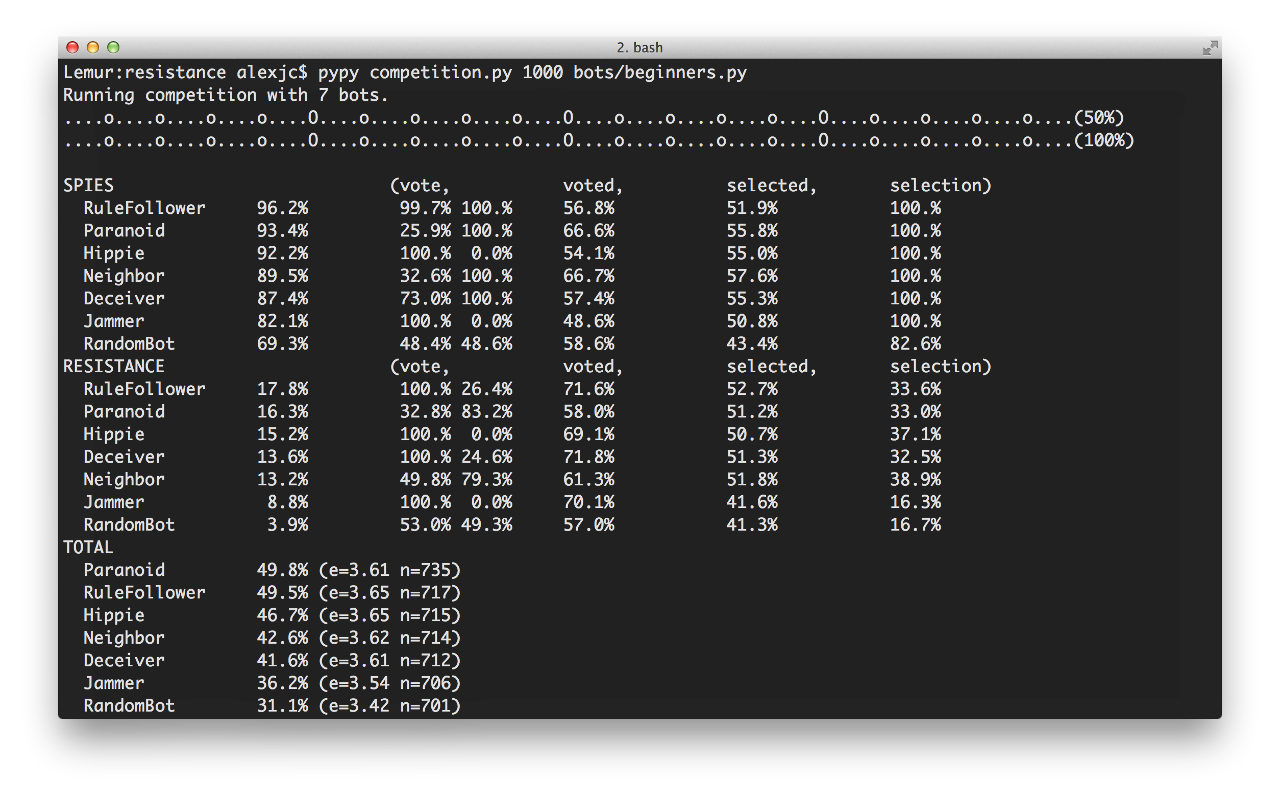 2. bash
Lemur:resistance alexjc$ pypy competition.py 1000 bots/beginners.py
Running competition with 7 bots.
....o....o....o....o....O....o....o....o....o....O....o....o....o....o....O....o....o....o....o....(50%)
....o....o....o....o....O....o....o....o....o....O....o....o....o....o....O....o....o....o....o....(100%)
SPIES (vote, voted, selected, selection)
RuleFollower 96.2% 99.7% 100.% 56.8% 51.9% 100.%
Paranoid 93.4% 25.9% 100.% 66.6% 55.8% 100.%
Hippie 92.2% 100.% 0.0% 54.1% 55.0% 100.%
Neighbor 89.5% 32.6% 100.% 66.7% 57.6% 100.%
Deceiver 87.4% 73.0% 100.% 57.4% 55.3% 100.%
Jammer 82.1% 100.% 0.0% 48.6% 50.8% 100.%
RandomBot 69.3% 48.4% 48.6% 58.6% 43.4% 82.6%
RESISTANCE (vote, voted, selected, selection)
RuleFollower 17.8% 100.% 26.4% 71.6% 52.7% 33.6%
Paranoid 16.3% 32.8% 83.2% 58.0% 51.2% 33.0%
Hippie 15.2% 100.% 0.0% 69.1% 50.7% 37.1%
Deceiver 13.6% 100.% 24.6% 71.8% 51.3% 32.5%
Neighbor 13.2% 49.8% 79.3% 61.3% 51.8% 38.9%
Jammer 8.8% 100.% 0.0% 70.1% 41.6% 16.3%
RandomBot 3.9% 53.0% 49.3% 57.0% 41.3% 16.7%
TOTAL
Paranoid 49.8% (e=3.61 n=735)
RuleFollower 49.5% (e=3.65 n=717)
Hippie 46.7% (e=3.65 n=715)
Neighbor 42.6% (e=3.62 n=714)
Deceiver 41.6% (e=3.61 n=712)
Jammer 36.2% (e=3.54 n=706)
RandomBot 31.1% (e=3.42 n=701)